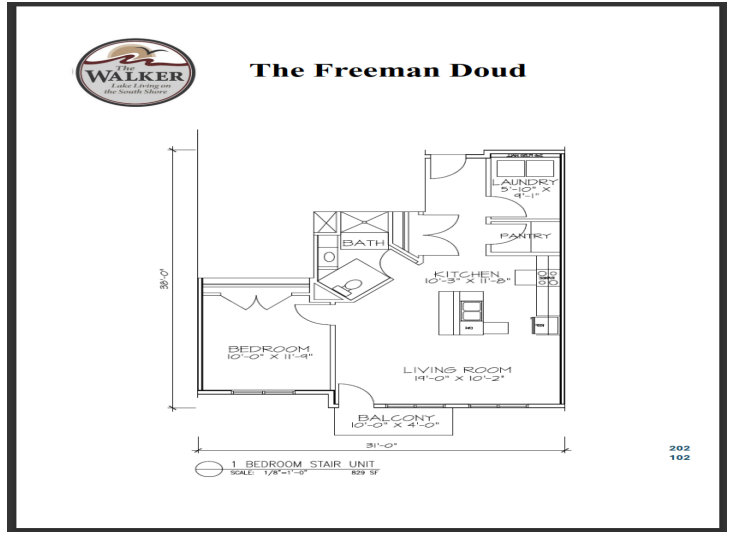 The
WALKER
Lake Living on
the South Shore
The Freeman Doud
LAUNDRY
5'-10" X
9'-1"
PANTRY
BATH
KITCHEN
10'-3" X 11'-8"
38'-0"
BEDROOM
10'-0" X 11'-9"
LIVING ROOM
19'-0" X 10'-2"
BALCONY
10'-0" X 4'-0"
31'-0"
202
102
1 BEDROOM STAIR UNIT
SCALE: 1/8"=1'-0" 829 SF